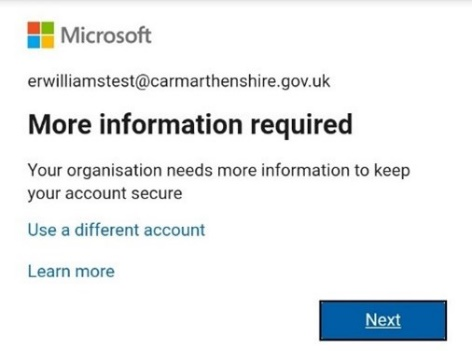 Microsoft
erwilliamstest@carmarthenshire.gov.uk
More information required
Your organisation needs more information to keep
your account secure
Use a different account
Learn more
Next